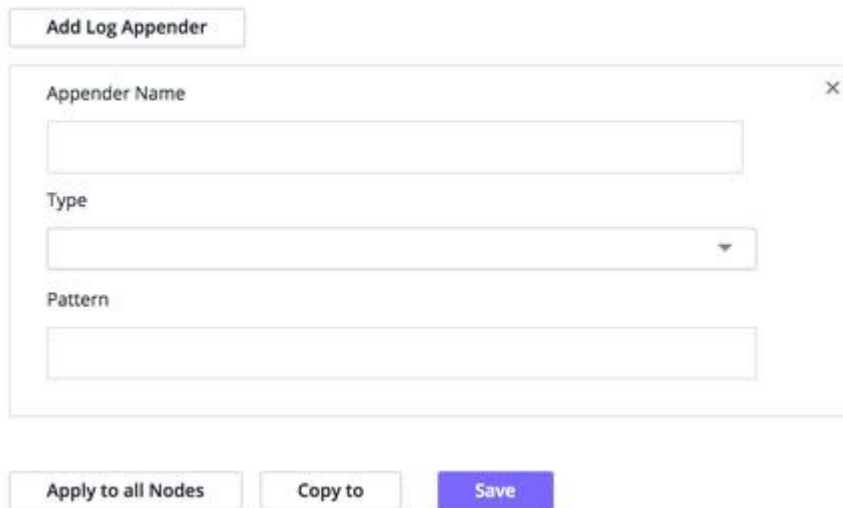 Add Log Appender
Appender Name
Type
Pattern
Apply to all Nodes
Copy to
Save